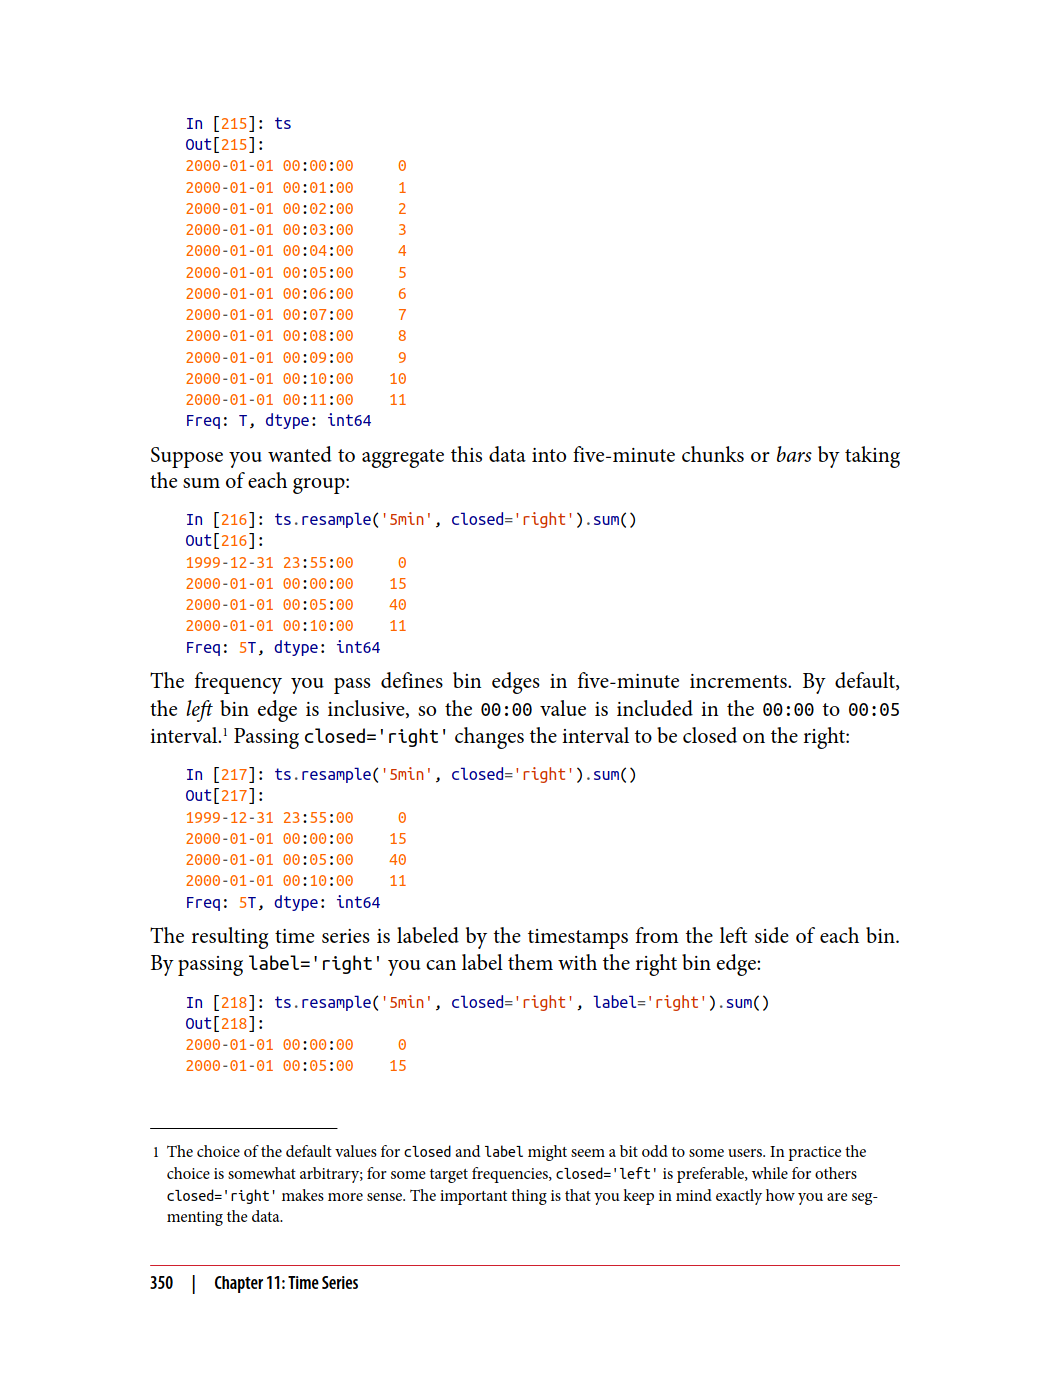 In [215]: ts
Out[215]:
2000-01-01 00:00:00     0
2000-01-01 00:01:00     1
2000-01-01 00:02:00     2
2000-01-01 00:03:00     3
2000-01-01 00:04:00     4
2000-01-01 00:05:00     5
2000-01-01 00:06:00     6
2000-01-01 00:07:00     7
2000-01-01 00:08:00     8
2000-01-01 00:09:00     9
2000-01-01 00:10:00    10
2000-01-01 00:11:00    11
Freq: T, dtype: int64
Suppose you wanted to aggregate this data into five-minute chunks or bars by taking
the sum of each group:
In [216]: ts.resample('5min', closed='right').sum()
Out[216]:
1999-12-31 23:55:00     0
2000-01-01 00:00:00    15
2000-01-01 00:05:00    40
2000-01-01 00:10:00    11
Freq: 5T, dtype: int64
The frequency you pass defines bin edges in five-minute increments. By default,
the left bin edge is inclusive, so the 00:00 value is included in the 00:00 to 00:05
interval.1 Passing closed='right' changes the interval to be closed on the right:
In [217]: ts.resample('5min', closed='right').sum()
Out[217]:
1999-12-31 23:55:00     0
2000-01-01 00:00:00    15
2000-01-01 00:05:00    40
2000-01-01 00:10:00    11
Freq: 5T, dtype: int64
The resulting time series is labeled by the timestamps from the left side of each bin.
By passing label='right' you can label them with the right bin edge:
In [218]: ts.resample('5min', closed='right', label='right').sum()
Out[218]:
2000-01-01 00:00:00     0
2000-01-01 00:05:00    15
1 The choice of the default values for closed and label might seem a bit odd to some users. In practice the
choice is somewhat arbitrary; for some target frequencies, closed='left' is preferable, while for others
closed='right' makes more sense. The important thing is that you keep in mind exactly how you are seg-
menting the data.
350 | Chapter 11: Time Series